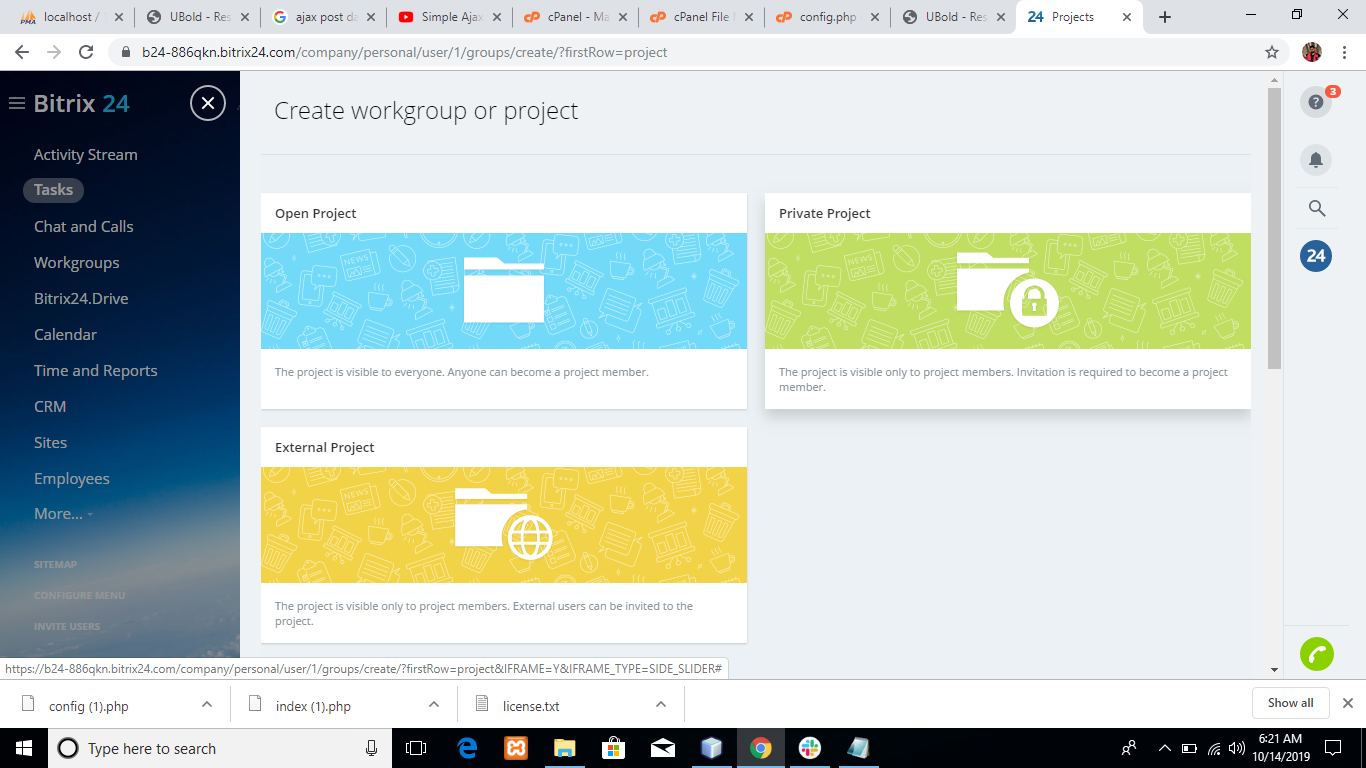 localhost /
UBold - Res
ajax post da
Simple Ajax
cPanel - Ma
cPanel File M
config.php
UBold - Res
24 Projects
b24-886qkn.bitrix24.com/company/personal/user/1/groups/create/?firstRow=project
Bitrix 24
Activity Stream
Tasks
Chat and Calls
Workgroups
Bitrix24.Drive
Calendar
Time and Reports
CRM
Sites
Employees
More...
SITEMAP
CONFIGURE MENU
INVITE USERS
Create workgroup or project
Open Project
NEWS
The project is visible to everyone. Anyone can become a project member.
Private Project
NEWS
The project is visible only to project members. Invitation is required to become a project
member.
External Project
NEWS
The project is visible only to project members. External users can be invited to the
project.
3
24
https://b24-886qkn.bitrix24.com/company/personal/user/1/groups/create/?firstRow=project&IFRAME=Y&IFRAME_TYPE=SIDE_SLIDER#
config (1).php
index (1).php
license.txt
Show all
Type here to search
6:21 AM
10/14/2019